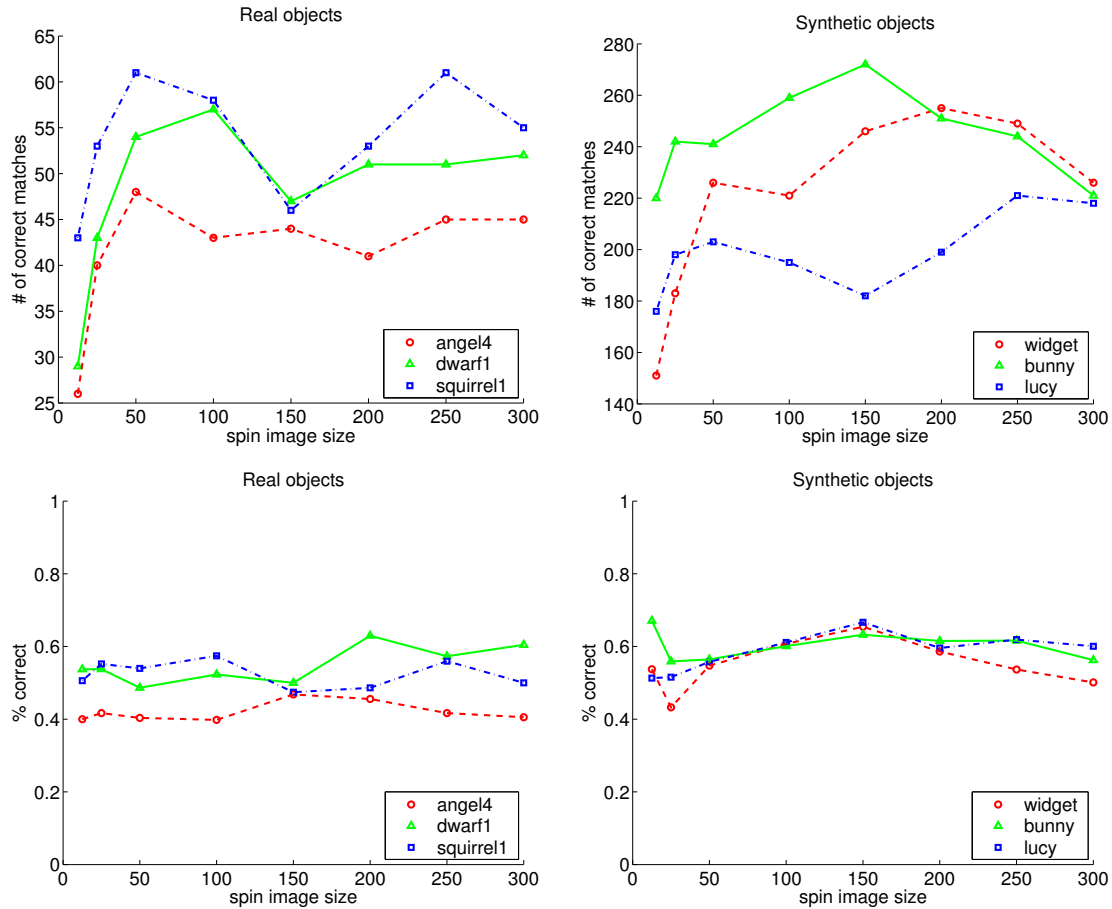 Real objects
# of correct matches
65
60
55
50
45
40
35
30
25
0 50 100 150 200 250 300
spin image size
angel4
dwarf1
squirrel1
Synthetic objects
# of correct matches
280
260
240
220
200
180
160
140
0 50 100 150 200 250 300
spin image size
widget
bunny
lucy
Real objects
% correct
1
0.8
0.6
0.4
0.2
0
0 50 100 150 200 250 300
spin image size
angel4
dwarf1
squirrel1
Synthetic objects
% correct
1
0.8
0.6
0.4
0.2
0
0 50 100 150 200 250 300
spin image size
widget
bunny
lucy